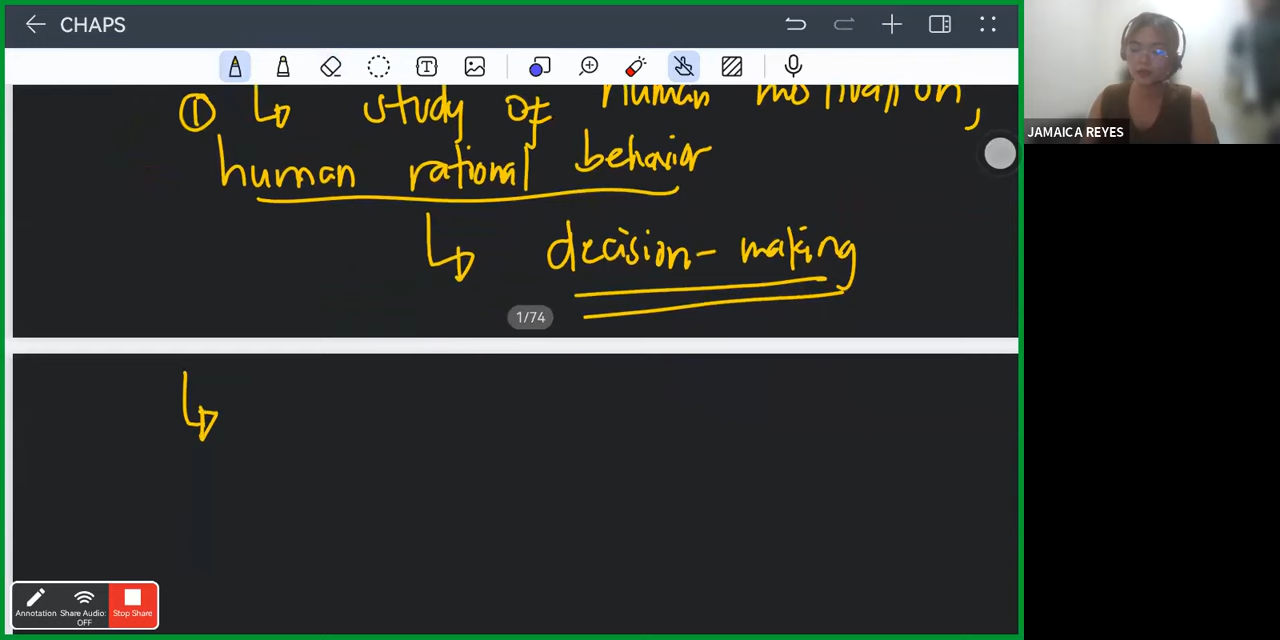 CHAPS
JAMAICA REYES
① ↳ study of human motivation,
human rational behavior
↳ decision-making
1/74
↳
Annotation
Share Audio: OFF
Stop Share